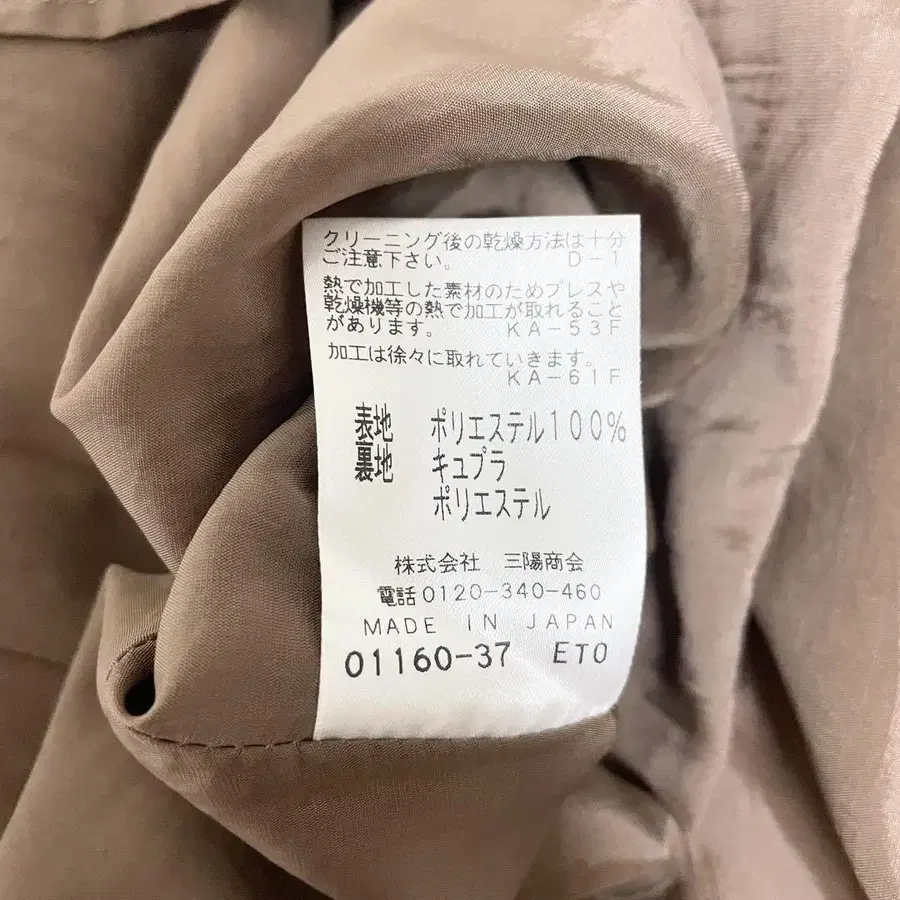 クリーニング後の乾燥方法は十分
ご注意下さい。 D-1
熱で加工した素材のためプレスや
乾燥機等の熱で加工が取れること
があります。 KA-53F
加工は徐々に取れていきます。
KA-61F
表地 ポリエステル100%
裏地 キュプラ
ポリエステル
株式会社 三陽商会
電話0120-340-460
MADE IN JAPAN
01160-37 ETO